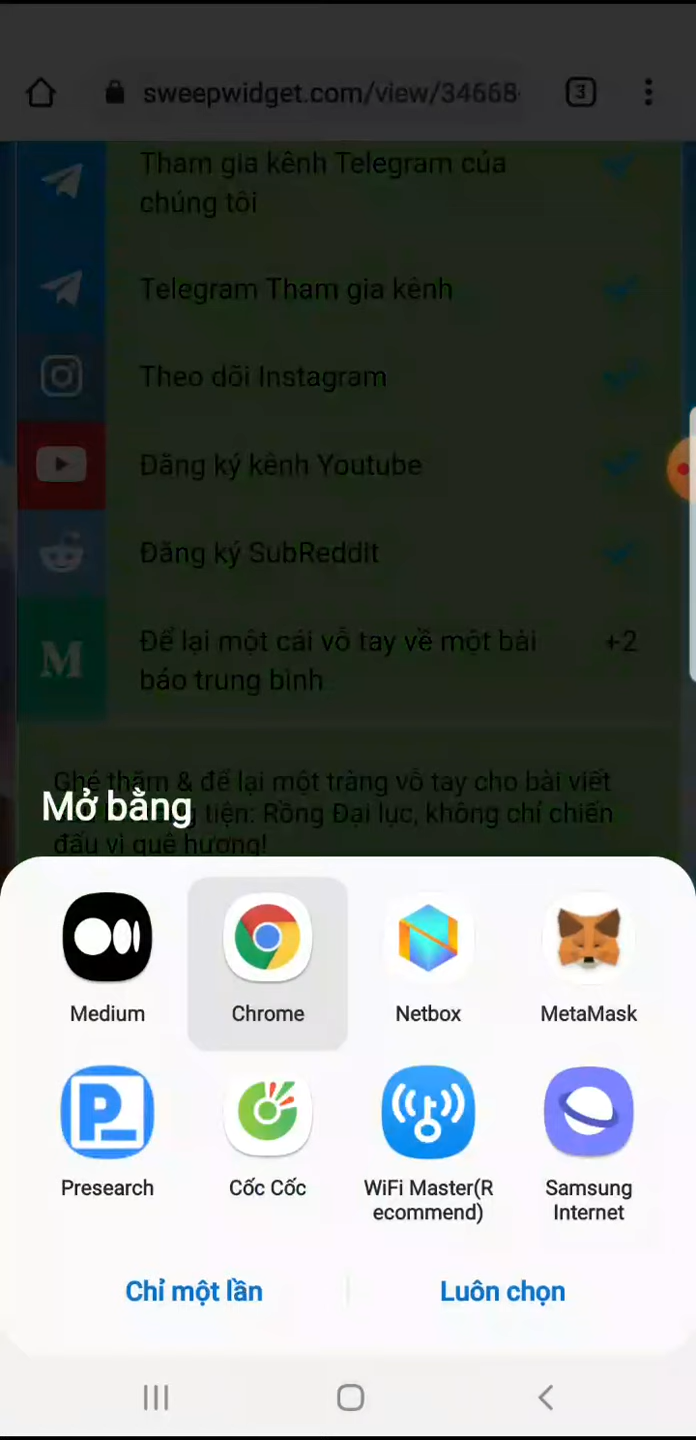 sweepwidget.com/view/34668
3
Tham gia kênh Telegram của
chúng tôi
Telegram Tham gia kênh
Theo dõi Instagram
Đăng ký kênh Youtube
Đăng ký SubReddit
Để lại một cái vỗ tay về một bài
báo trung bình
+2
Ghé thăm & để lại một tràng vỗ tay cho bài viết
tiện: Rồng Đại lục, không chí chiến
đấu vì quê hương!
Mở bằng
Medium
Chrome
Netbox
MetaMask
Presearch
Cốc Cốc
WiFi Master(R
ecommend)
Samsung
Internet
Chỉ một lần
Luôn chọn